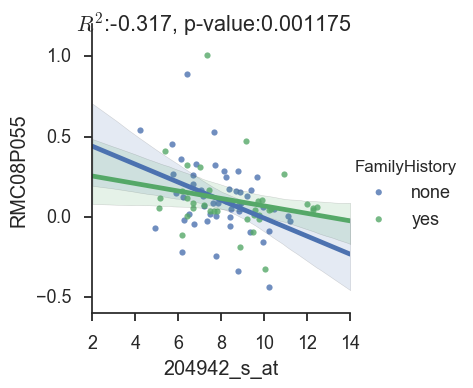 R²:-0.317, p-value:0.001175
1.0
0.5
0.0
−0.5
RMC08P055
2 4 6 8 10 12 14
204942_s_at
FamilyHistory
none
yes